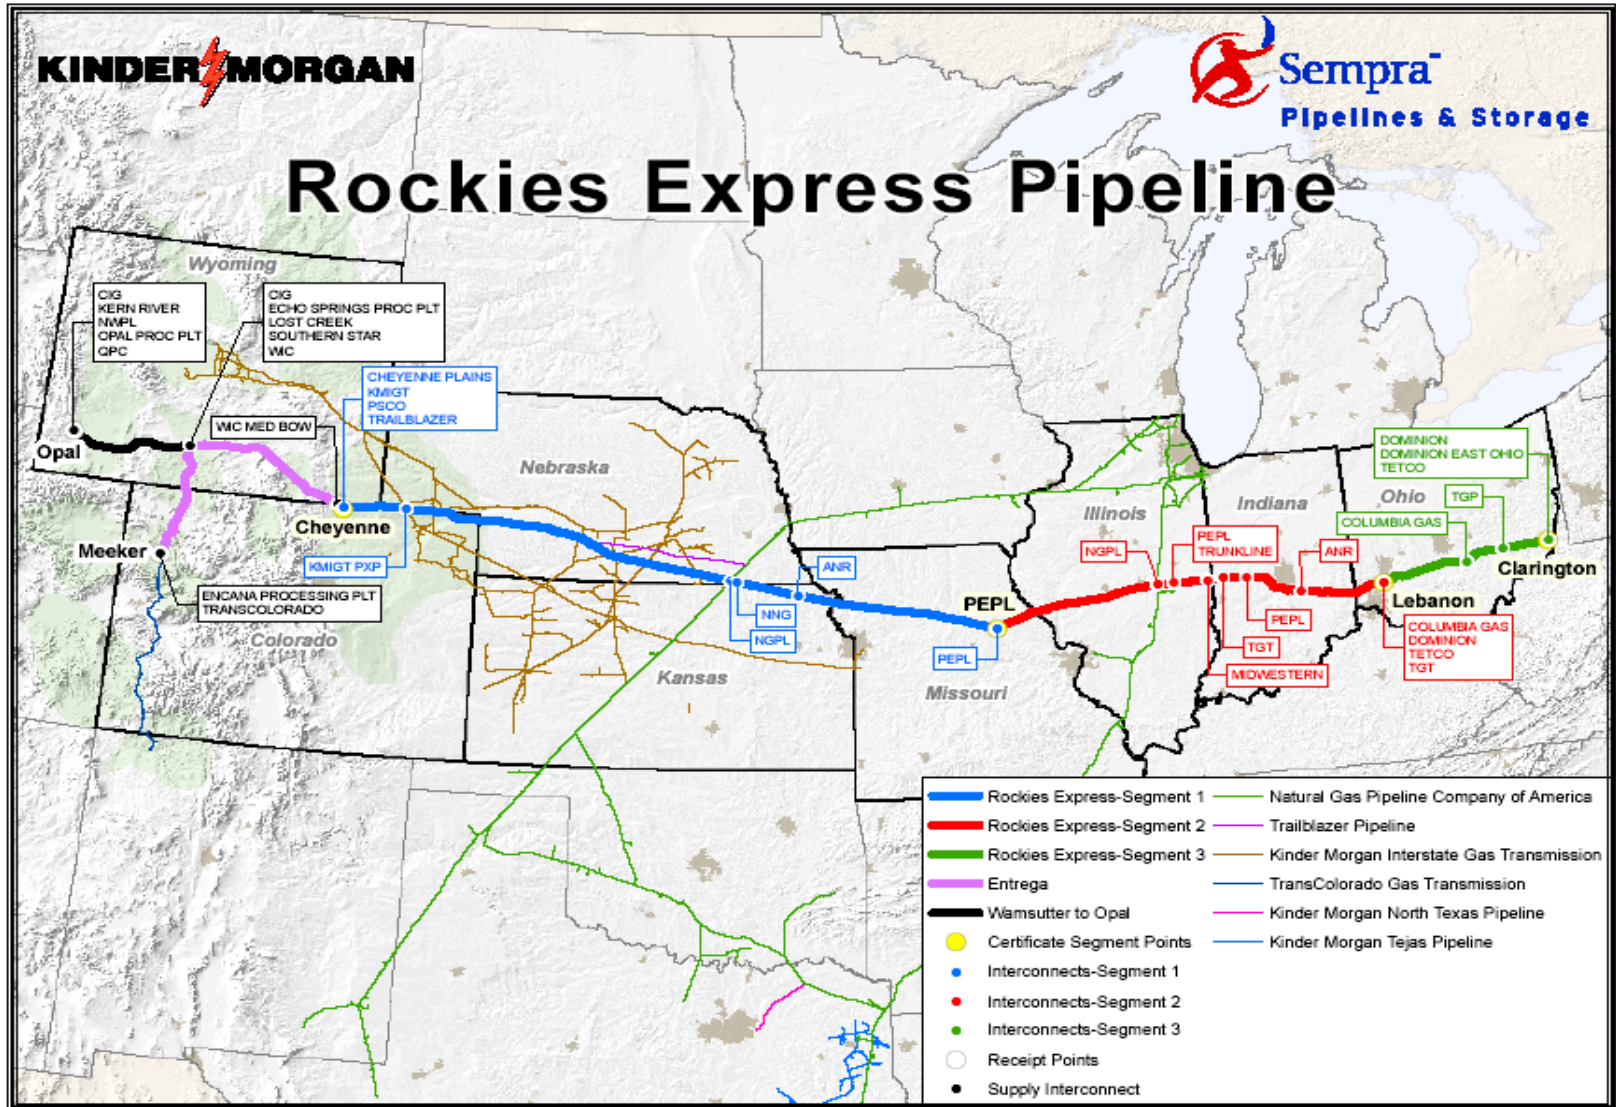 KINDER MORGAN
Sempra
Pipelines & Storage
Rockies Express Pipeline
Wyoming
CIG
KERN RIVER
NWPL
OPAL PROC PLT
QPC
CIG
ECHO SPRINGS PROC PLT
LOST CREEK
SOUTHERN STAR
WIC
CHEYENNE PLAINS
KMIGT
PSCO
TRAILBLAZER
WIC MED BOW
Opal
Nebraska
Cheyenne
Meeker
KMIGT PXP
ENCANA PROCESSING PLT
TRANSCOLORADO
Colorado
ANR
NNG
NGPL
Kansas
PEPL
PEPL
Missouri
Illinois
Indiana
Ohio
NGPL
PEPL
TRUNKLINE
ANR
PEPL
TGT
MIDWESTERN
DOMINION
DOMINION EAST OHIO
TETCO
TGP
COLUMBIA GAS
Clarington
Lebanon
COLUMBIA GAS
DOMINION
TETCO
TGT
Rockies Express-Segment 1
Rockies Express-Segment 2
Rockies Express-Segment 3
Entrega
Wamsutter to Opal
Certificate Segment Points
Interconnects-Segment 1
Interconnects-Segment 2
Interconnects-Segment 3
Receipt Points
Supply Interconnect
Natural Gas Pipeline Company of America
Trailblazer Pipeline
Kinder Morgan Interstate Gas Transmission
TransColorado Gas Transmission
Kinder Morgan North Texas Pipeline
Kinder Morgan Tejas Pipeline